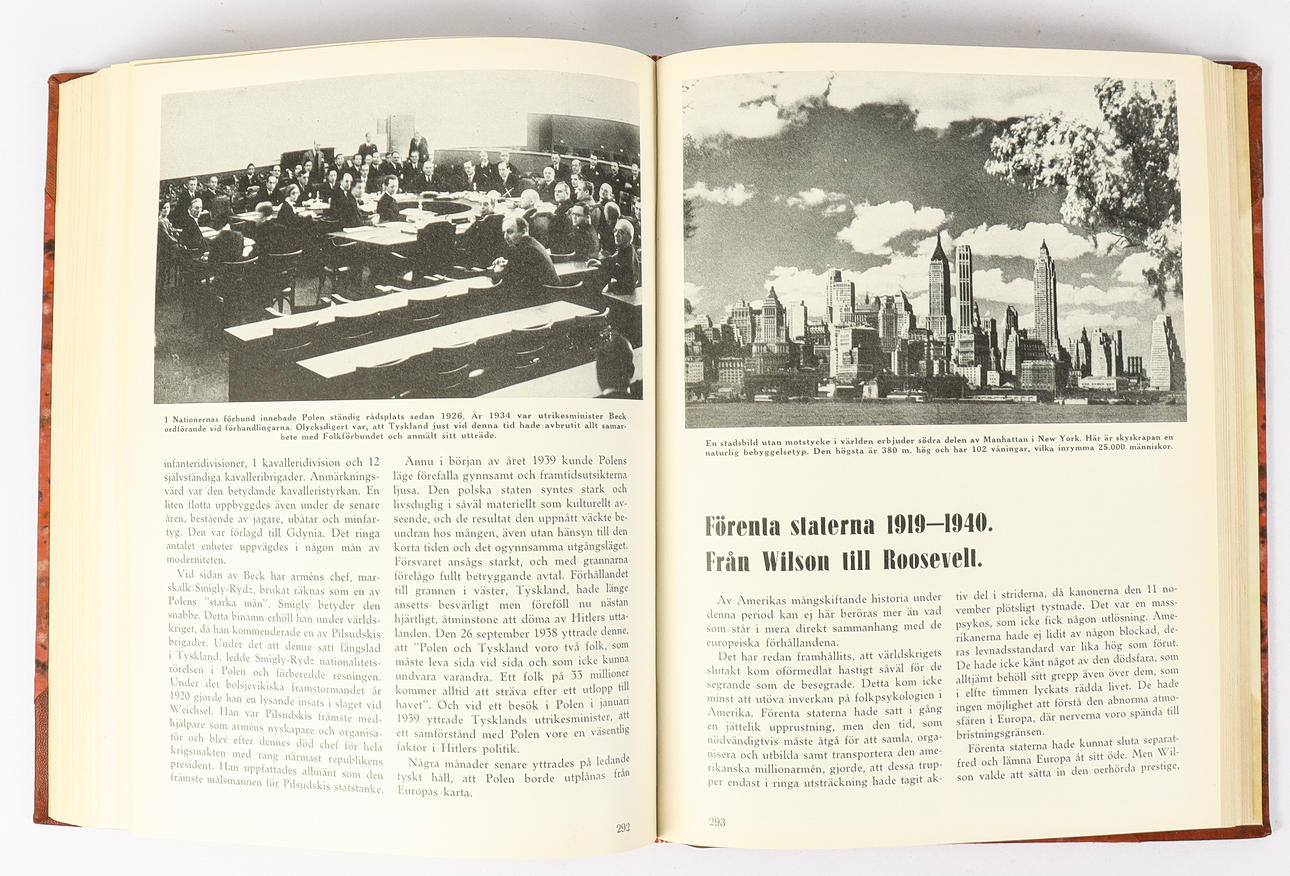 I Nationernas förbund innehade Polen ständig rådsplats sedan 1926. År 1934 var utrikesminister Beck
ordförande vid förhandlingarna. Olycksdigert var, att Tyskland just vid denna tid hade avbrutit allt samar-
bete med Folkförbundet och anmält sitt utträde.
infanteridivisioner, 1 kavalleridivision och 12
självständiga kavalleribrigader. Anmärknings-
värd var den betydande kavalleristyrkan. En
liten flotta uppbyggdes även under de senare
åren, bestående av jagare, ubåtar och minfar-
tyg. Den var förlagd till Gdynia. Det ringa
antalet enheter uppvägdes i någon mån av
moderniteten.
Vid sidan av Beck har arméns chef, mar-
skalk Smigly-Rydz, brukat räknas som en av
Polens "starka män". Smigly betyder den
snabbe. Detta binamn erhöll han under världs-
kriget, då han kommenderade en av Pilsudskis
brigader. Under det att denne satt fängslad
i Tyskland, ledde Smigly-Rydz nationalitets-
rörelsen i Polen och förberedde resningen.
Under det bolsjevikiska framstormandet år
1920 gjorde han en lysande insats i slaget vid
Weichsel. Han var Pilsudskis främste med-
hjälpare som arméns nyskapare och organisa-
tör och blev efter dennes död chef för hela
krigsmakten med rang närmast republikens
president. Han uppfattades allmänt som den
främste målsmannen för Pilsudskis statstanke.
Ännu i början av året 1939 kunde Polens
läge förefalla gynnsamt och framtidsutsikterna
ljusa. Den polska staten syntes stark och
livsduglig i såväl materiellt som kulturellt av-
seende, och de resultat den uppnått väckte be-
undran hos mången, även utan hänsyn till den
korta tiden och det ogynnsamma utgångsläget.
Försvaret ansågs starkt, och med grannarna
förelågo fullt betryggande avtal. Förhållandet
till grannen i väster, Tyskland, hade länge
ansetts besvärligt men föreföll nu nästan
hjärtligt, åtminstone att döma av Hitlers utta-
landen. Den 26 september 1938 yttrade denne,
att "Polen och Tyskland voro två folk, som
måste leva sida vid sida och som icke kunna
undvara varandra. Ett folk på 33 millioner
kommer alltid att sträva efter ett utlopp till
havet". Och vid ett besök i Polen i januari
1939 yttrade Tysklands utrikesminister, att
ett samförstånd med Polen vore en väsentlig
faktor i Hitlers politik.
Några månader senare yttrades på ledande
tyskt håll, att Polen borde utplånas från
Europas karta.
292
En stadsbild utan motstycke i världen erbjuder södra delen av Manhattan i New York. Här är skyskrapan en
naturlig bebyggelsetyp. Den högsta är 380 m. hög och har 102 våningar, vilka inrymma 25.000 människor.
Förenta staterna 1919—1940.
Från Wilson till Roosevelt.
Av Amerikas mångskiftande historia under
denna period kan ej här beröras mer än vad
som står i mera direkt sammanhang med de
europeiska förhållandena.
Det har redan framhållits, att världskrigets
slutakt kom oförmedlat hastigt såväl för de
segrande som de besegrade. Detta kom icke
minst att utöva inverkan på folkpsykologien i
Amerika. Förenta staterna hade satt i gång
en jättelik upprustning, men den tid, som
nödvändigtvis måste åtgå för att samla, orga-
nisera och utbilda samt transportera den ame-
rikanska millionarmén, gjorde, att dessa trup-
per endast i ringa utsträckning hade tagit ak-
tiv del i striderna, då kanonerna den 11 no-
vember plötsligt tystnade. Det var en mass-
psykos, som icke fick någon utlösning. Ame-
rikanerna hade ej lidit av någon blockad, de-
ras levnadsstandard var lika hög som förut.
De hade icke känt något av den dödsfara, som
alltjämt behöll sitt grepp även över dem, som
i elfte timmen lyckats rädda livet. De hade
ingen möjlighet att förstå den abnorma atmo-
sfären i Europa, där nerverna voro spända till
bristningsgränsen.
Förenta staterna hade kunnat sluta separat-
fred och lämna Europa åt sitt öde. Men Wil-
son valde att sätta in den oerhörda prestige,
293